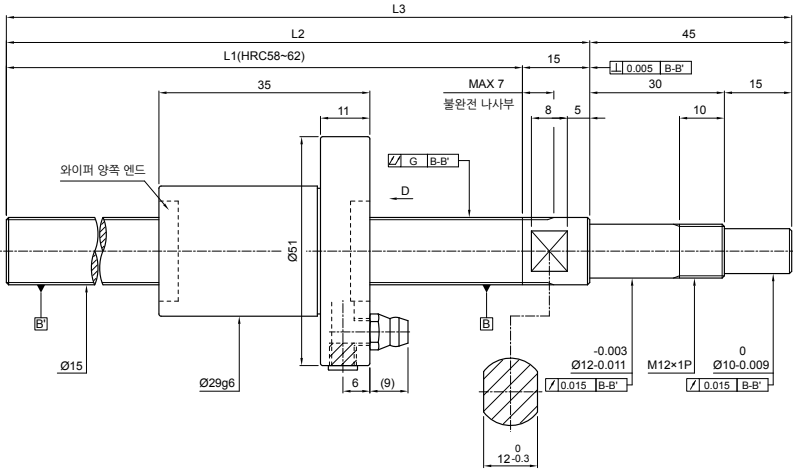 L3
L2
45
L1(HRC58~62)
15
⊥ 0.005 B-B'
35
MAX 7
30
15
불완전 나사부
11
8
5
10
와이퍼 양쪽 엔드
⌰ G B-B'
D
Ø51
B'
B
Ø15
Ø29g6
6
(9)
-0.003
Ø12-0.011
M12×1P
0
Ø10-0.009
↗ 0.015 B-B'
↗ 0.015 B-B'
0
12-0.3